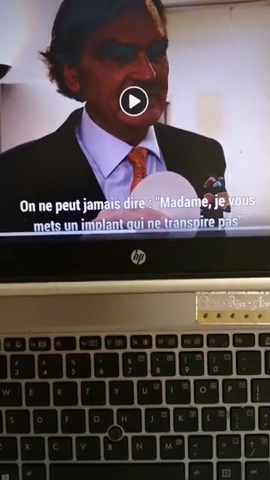 On ne peut jamais dire : "Madame, je vous
mets un implant qui ne transpire pas"
hp
W E R T Y U I O P
D F G H J K L
X C V B N M